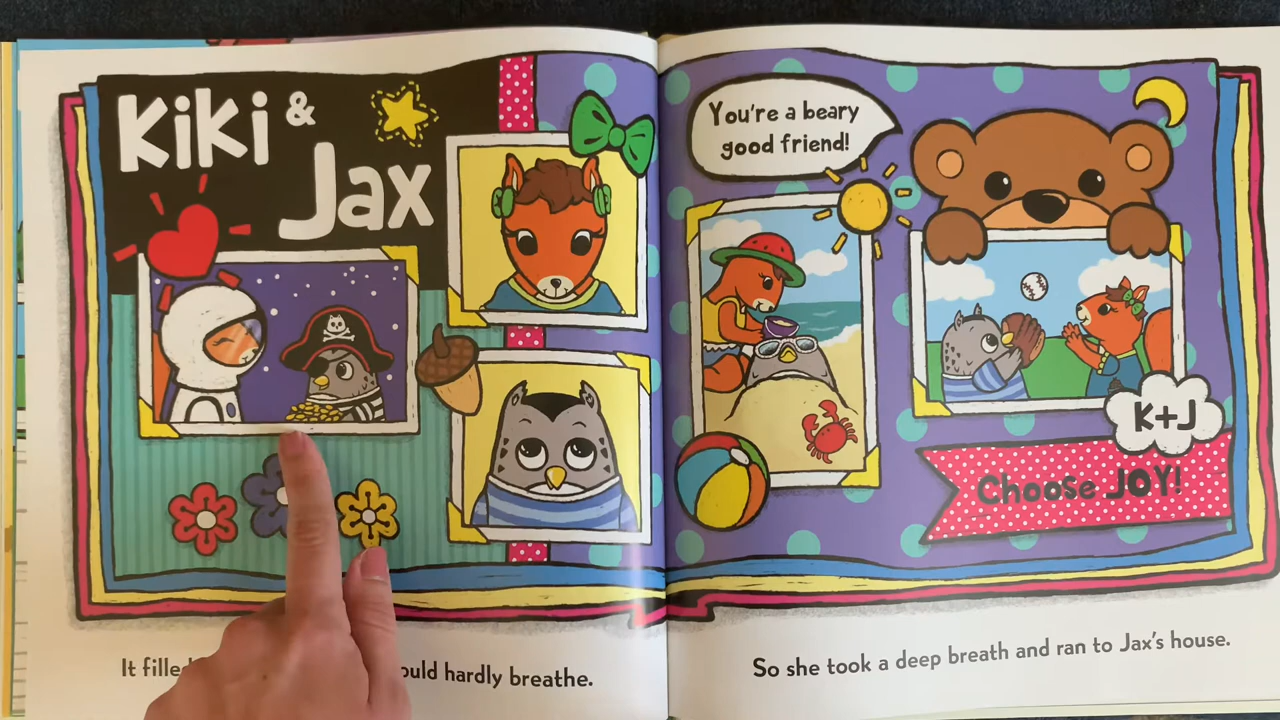 Kiki &
Jax
You're a beary
good friend!
K+J
Choose JOY!
It fille ould hardly breathe.
So she took a deep breath and ran to Jax's house.